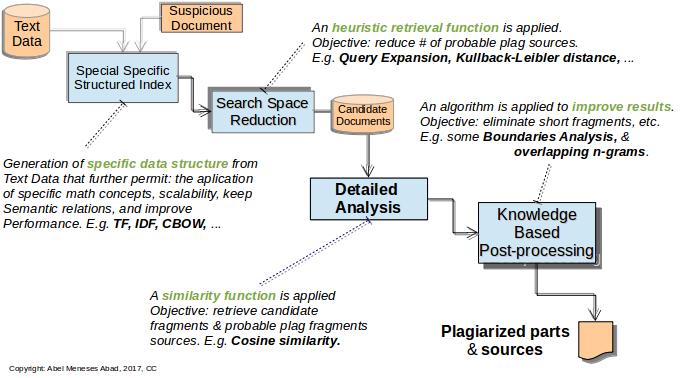 Text
Data
Suspicious
Document
Special Specific
Structured Index
An heuristic retrieval function is applied.
Objective: reduce # of probable plag sources.
E.g. Query Expansion, Kullback-Leibler distance, ...
Search Space
Reduction
Candidate
Documents
An algorithm is applied to improve results.
Objective: eliminate short fragments, etc.
E.g. some Boundaries Analysis, &
overlapping n-grams.
Generation of specific data structure from
Text Data that further permit: the aplication
of specific math concepts, scalability, keep
Semantic relations, and improve
Performance. E.g. TF, IDF, CBOW, ...
Detailed
Analysis
Knowledge
Based
Post-processing
A similarity function is applied
Objective: retrieve candidate
fragments & probable plag fragments
sources. E.g. Cosine similarity.
Plagiarized parts
& sources
Copyright: Abel Meneses Abad, 2017, CC